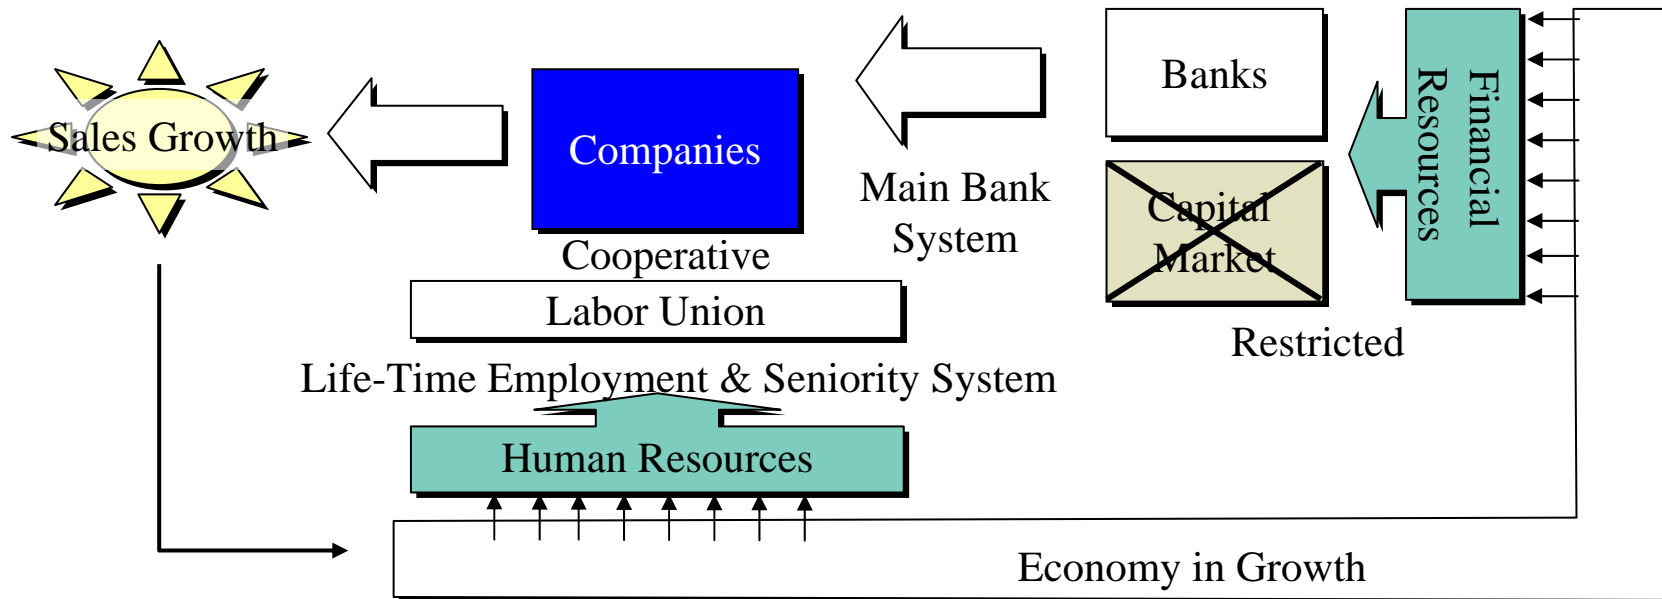 Sales Growth
Companies
Cooperative
Labor Union
Life-Time Employment & Seniority System
Human Resources
Main Bank
System
Banks
Capital
Market
Restricted
Financial
Resources
Economy in Growth